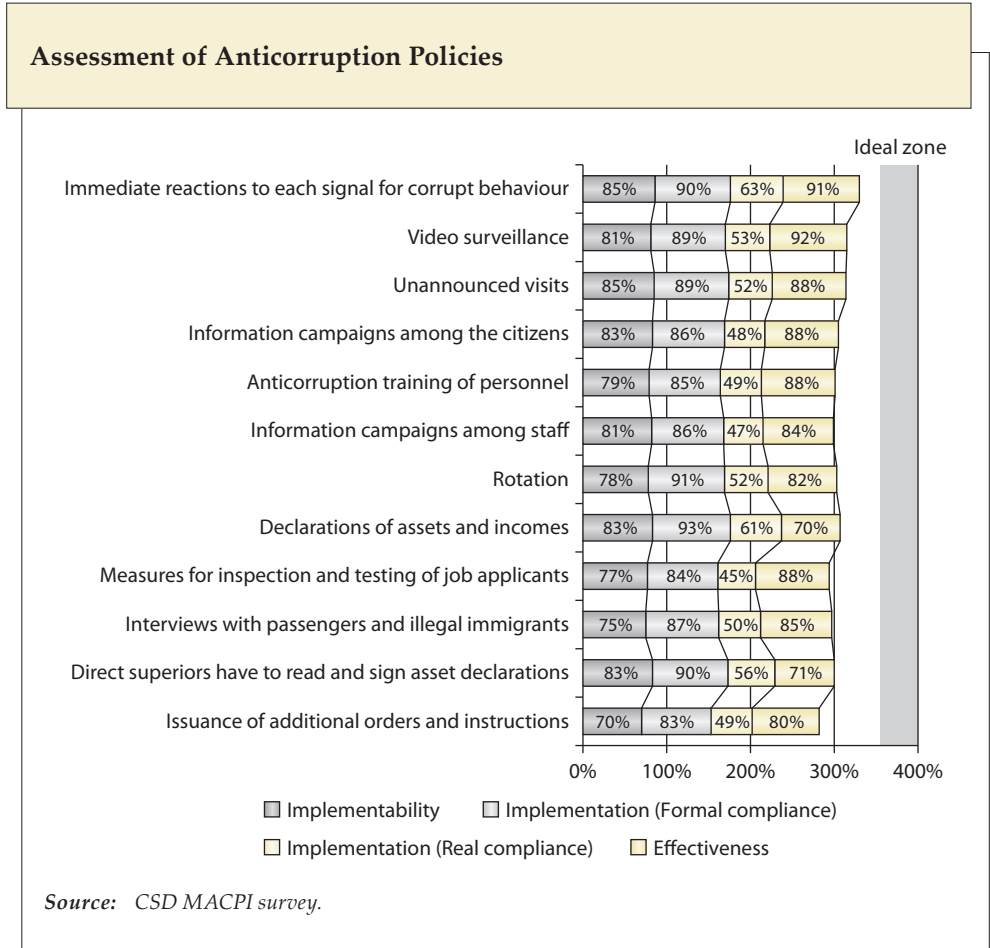 Assessment of Anticorruption Policies
Ideal zone
Immediate reactions to each signal for corrupt behaviour 85% 90% 63% 91%
Video surveillance 81% 89% 53% 92%
Unannounced visits 85% 89% 52% 88%
Information campaigns among the citizens 83% 86% 48% 88%
Anticorruption training of personnel 79% 85% 49% 88%
Information campaigns among staff 81% 86% 47% 84%
Rotation 78% 91% 52% 82%
Declarations of assets and incomes 83% 93% 61% 70%
Measures for inspection and testing of job applicants 77% 84% 45% 88%
Interviews with passengers and illegal immigrants 75% 87% 50% 85%
Direct superiors have to read and sign asset declarations 83% 90% 56% 71%
Issuance of additional orders and instructions 70% 83% 49% 80%
0% 100% 200% 300% 400%
Implementability Implementation (Formal compliance)
Implementation (Real compliance) Effectiveness
Source: CSD MACPI survey.